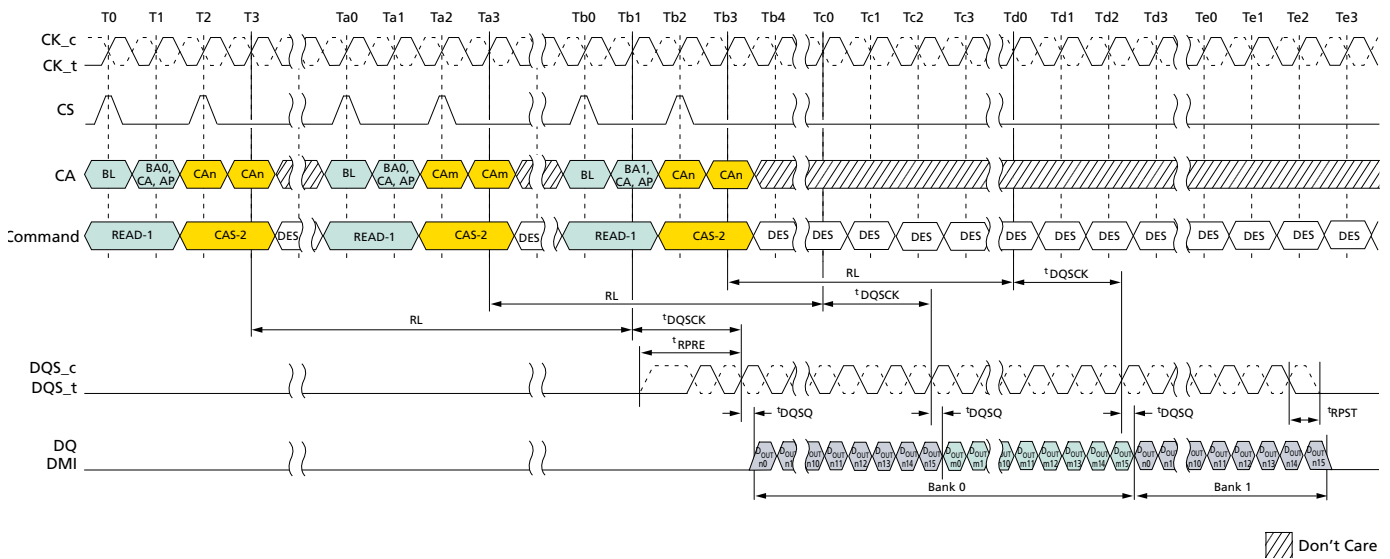 T0 T1 T2 T3 Ta0 Ta1 Ta2 Ta3 Tb0 Tb1 Tb2 Tb3 Tb4 Tc0 Tc1 Tc2 Tc3 Td0 Td1 Td2 Td3 Te0 Te1 Te2 Te3
CK_c
CK_t
CS
CA BL BA0, CA, AP CAn CAn BL BA0, CA, AP CAm CAm BL BA1, CA, AP CAn CAn
Command READ-1 CAS-2 DES READ-1 CAS-2 DES READ-1 CAS-2 DES DES DES DES DES DES DES DES DES DES DES DES DES
RL tDQSCK
RL tDQSCK
RL tDQSCK
tRPRE
DQS_c
DQS_t
tDQSQ tDQSQ tDQSQ tDQSQ tRPST
DQ
DMI
DOUT n0 DOUT n1 DOUT n10 DOUT n11 DOUT n12 DOUT n13 DOUT n14 DOUT n15 DOUT m0 DOUT m1 DOUT m10 DOUT m11 DOUT m12 DOUT m13 DOUT m14 DOUT m15 DOUT n0 DOUT n1 DOUT n10 DOUT n11 DOUT n12 DOUT n13 DOUT n14 DOUT n15
Bank 0 Bank 1
Don't Care